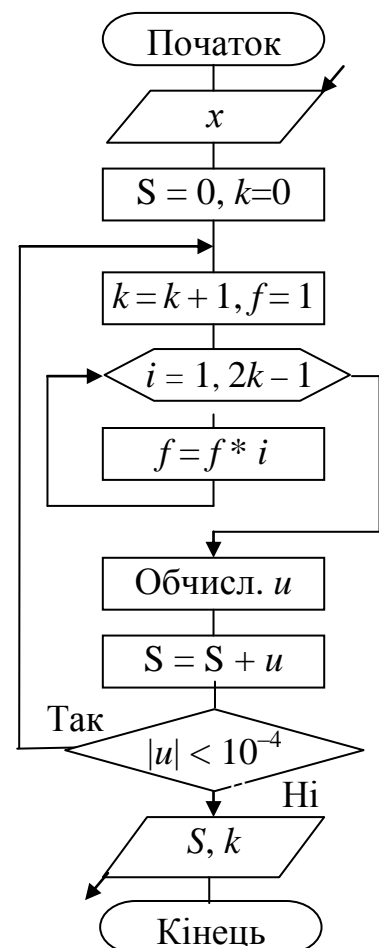 Початок
x
S = 0, k=0
k = k + 1, f = 1
i = 1, 2k – 1
f = f * i
Обчисл. u
S = S + u
Так
|u| < 10⁻⁴
Ні
S, k
Кінець